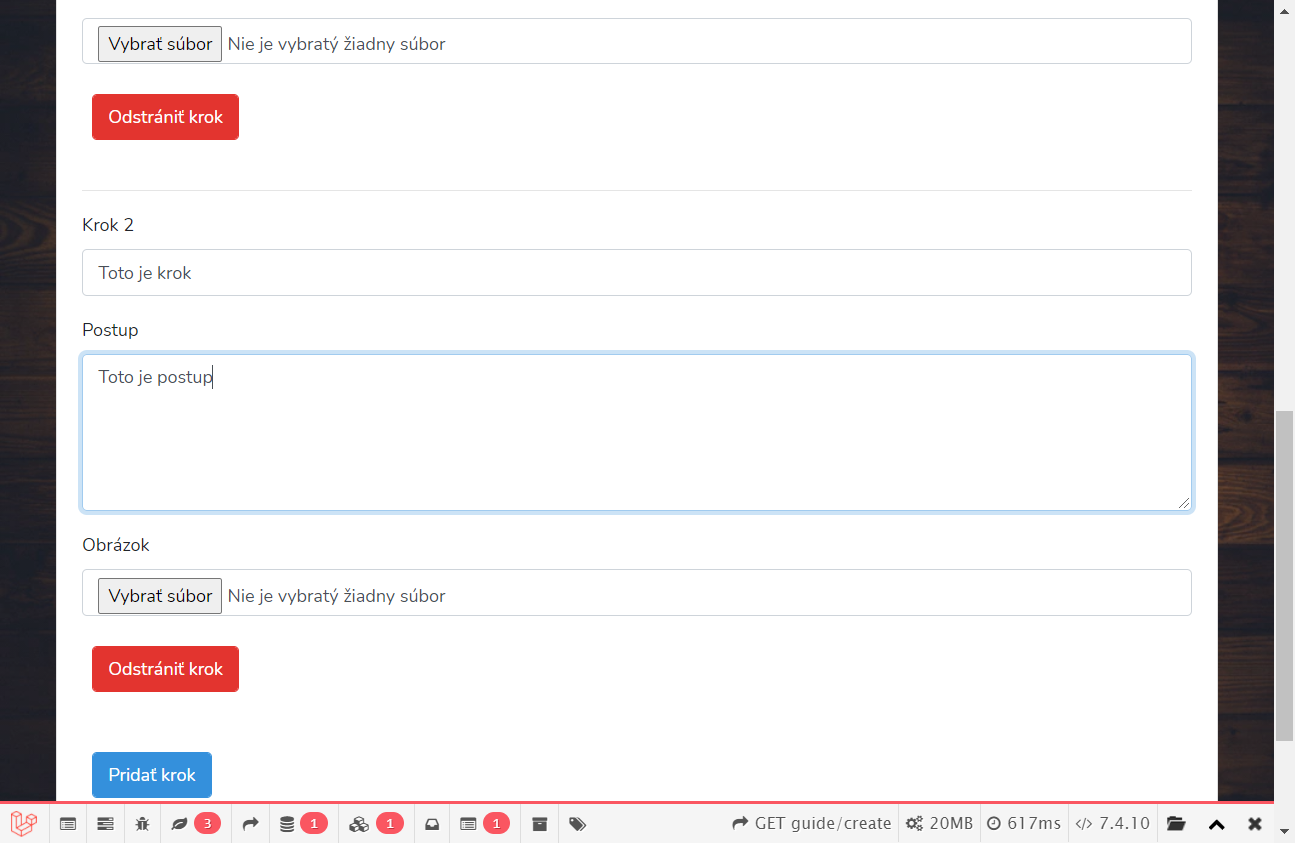 Vybrať súbor Nie je vybratý žiadny súbor
Odstrániť krok
Krok 2
Toto je krok
Postup
Toto je postup
Obrázok
Vybrať súbor Nie je vybratý žiadny súbor
Odstrániť krok
Pridať krok
3 1 1 1 GET guide/create 20MB 617ms 7.4.10